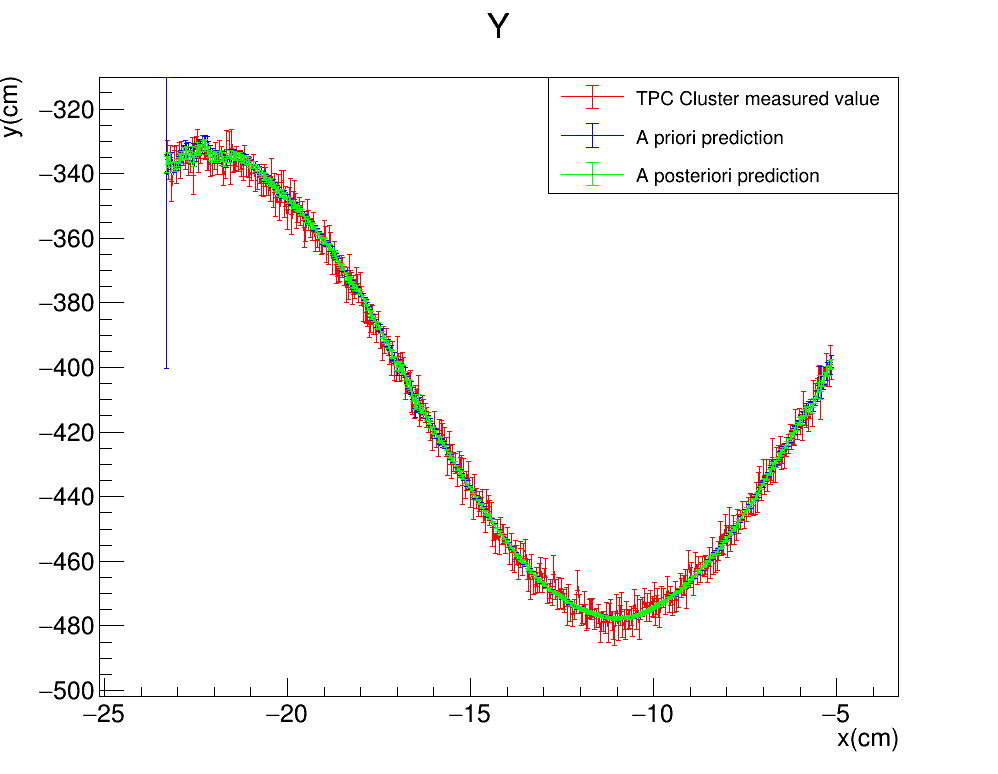 Y
y(cm)
TPC Cluster measured value
A priori prediction
A posteriori prediction
−320
−340
−360
−380
−400
−420
−440
−460
−480
−500
−25 −20 −15 −10 −5
x(cm)